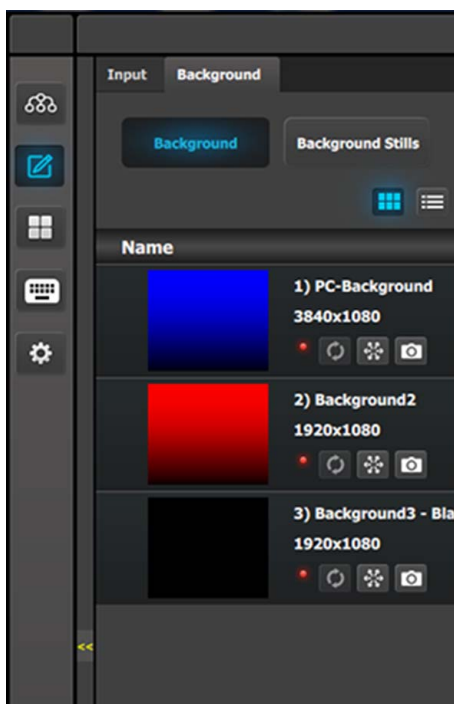 Input Background
Background Background Stills
Name
1) PC-Background
3840x1080
2) Background2
1920x1080
3) Background3 - Bla
1920x1080
<<